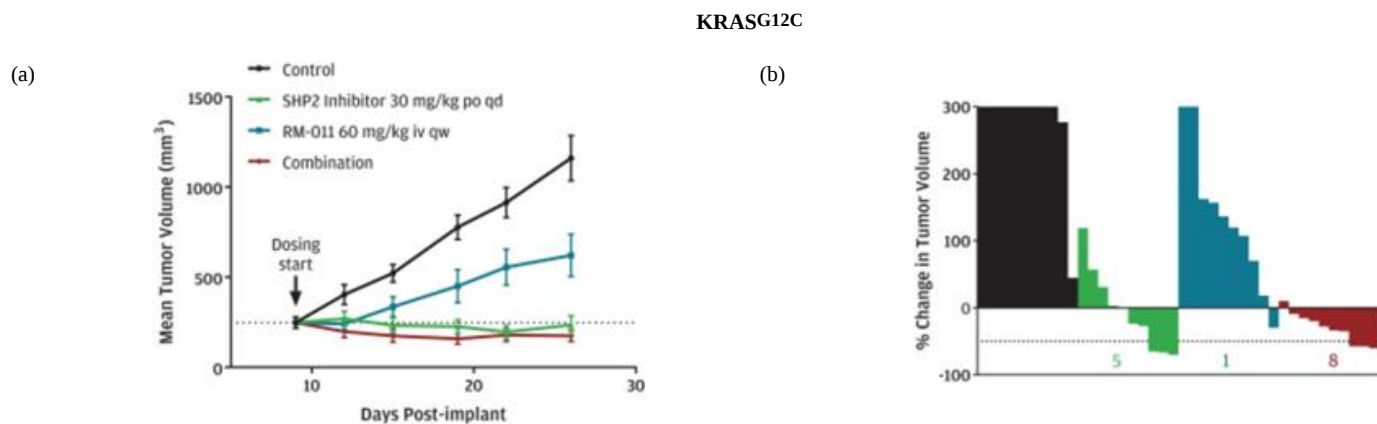 KRASG12C
(a)
Control
SHP2 Inhibitor 30 mg/kg po qd
RM-011 60 mg/kg iv qw
Combination
Mean Tumor Volume (mm3)
1500
1000
500
0
Dosing
start
10
20
30
Days Post-implant
(b)
% Change in Tumor Volume
300
200
100
0
-100
5
1
8